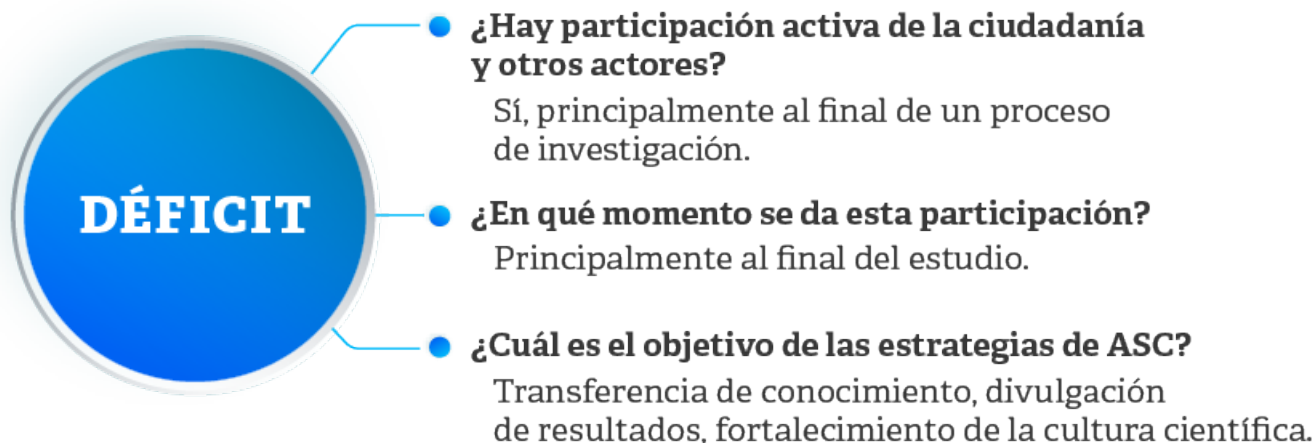 DÉFICIT
¿Hay participación activa de la ciudadanía
y otros actores?
Sí, principalmente al final de un proceso
de investigación.
¿En qué momento se da esta participación?
Principalmente al final del estudio.
¿Cuál es el objetivo de las estrategias de ASC?
Transferencia de conocimiento, divulgación
de resultados, fortalecimiento de la cultura científica.